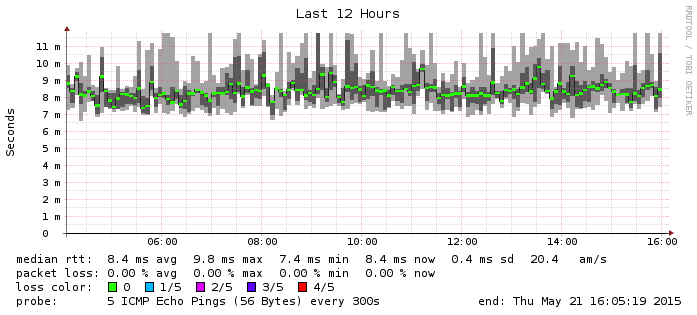 Last 12 Hours
RRDTOOL / TOBI OETIKER
Seconds
11 m
10 m
9 m
8 m
7 m
6 m
5 m
4 m
3 m
2 m
1 m
0
06:00 08:00 10:00 12:00 14:00 16:00
median rtt: 8.4 ms avg 9.8 ms max 7.4 ms min 8.4 ms now 0.4 ms sd 20.4 am/s
packet loss: 0.00 % avg 0.00 % max 0.00 % min 0.00 % now
loss color: 0 1/5 2/5 3/5 4/5
probe: 5 ICMP Echo Pings (56 Bytes) every 300s end: Thu May 21 16:05:19 2015